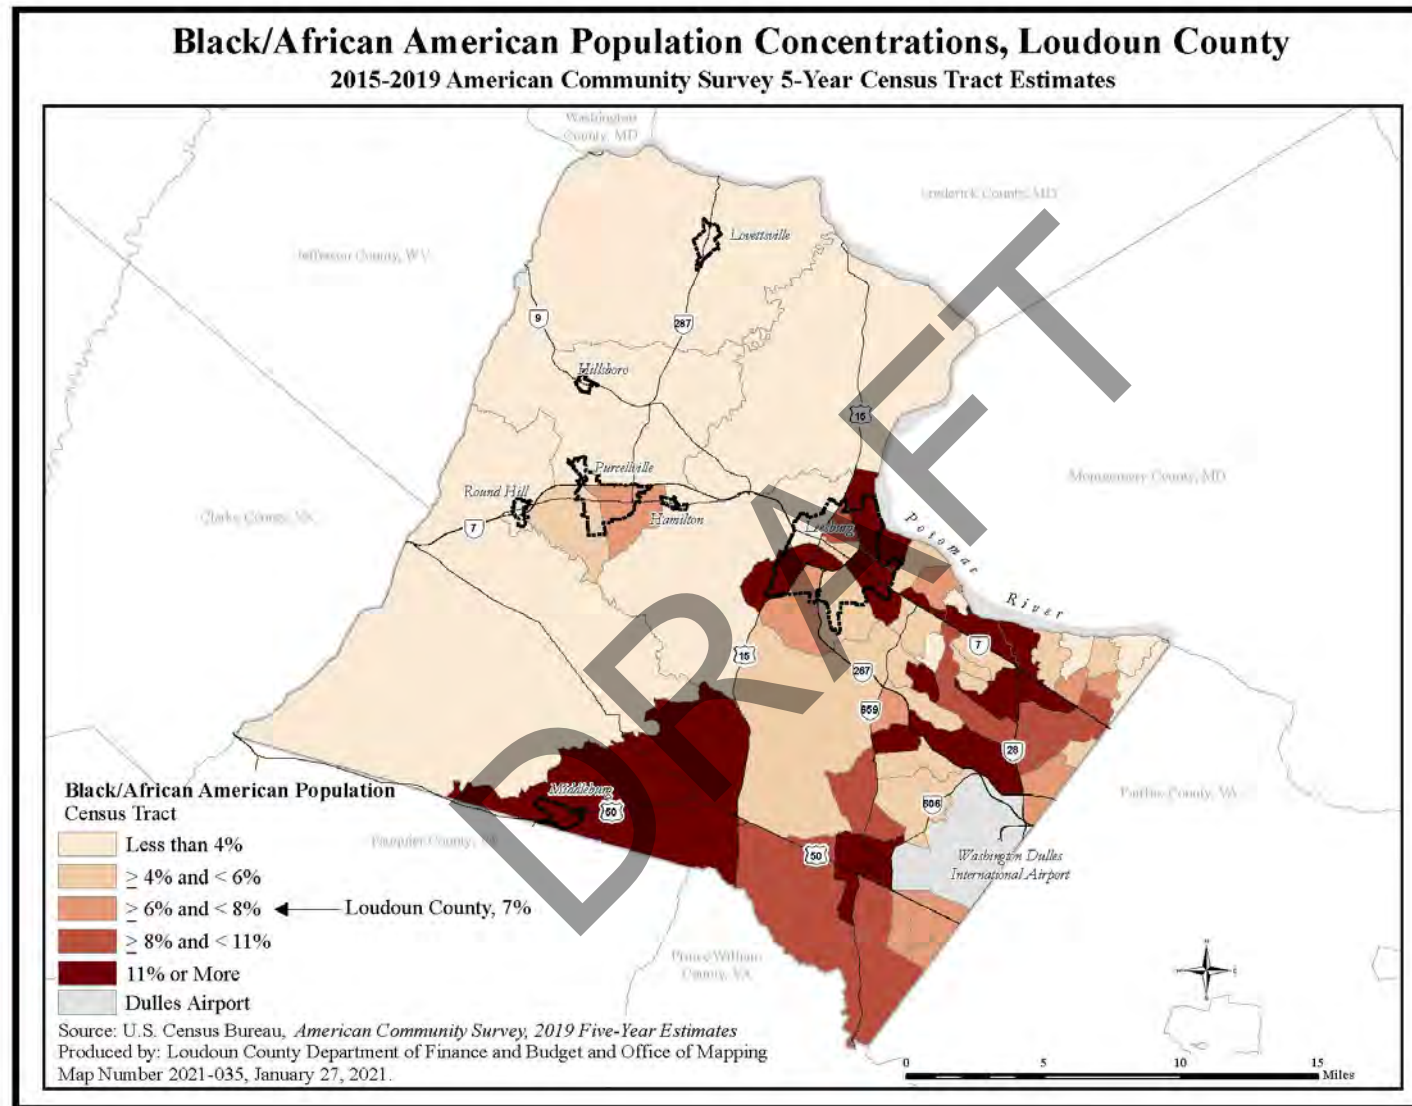 Black/African American Population Concentrations, Loudoun County
2015-2019 American Community Survey 5-Year Census Tract Estimates
Washington
County, MD
Frederick County, MD
Jefferson County, WV
Lovettsville
9
287
Hillsboro
15
Purcellville
Montgomery County, MD
Round Hill
Clarke County, VA
Hamilton
Leesburg
7
Potomac
River
7
15
267
659
28
Middleburg
50
606
Fairfax County, VA
Fauquier County, VA
50
Washington Dulles
International Airport
Prince William
County, VA
DRAFT
Black/African American Population
Census Tract
Less than 4%
≥ 4% and < 6%
≥ 6% and < 8%
Loudoun County, 7%
≥ 8% and < 11%
11% or More
Dulles Airport
Source: U.S. Census Bureau, American Community Survey, 2019 Five-Year Estimates
Produced by: Loudoun County Department of Finance and Budget and Office of Mapping
Map Number 2021-035, January 27, 2021.
0 5 10 15
Miles